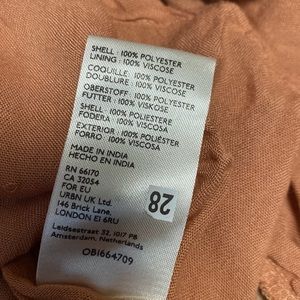 SHELL : 100% POLYESTER
LINING : 100% VISCOSE
COQUILLE: 100% POLYESTER
DOUBLURE : 100% VISCOSE
OBERSTOFF : 100% POLYESTER
FUTTER : 100% VISKOSE
SHELL : 100% POLIESTERE
FODERA : 100% VISCOSA
EXTERIOR : 100% POLIÉSTER
FORRO : 100% VISCOSA
MADE IN INDIA
HECHO EN INDIA
RN 66170
CA 32054
FOR EU
URBN UK Ltd.
146 Brick Lane,
LONDON E1 6RU
Leidsestraat 32, 1017 PB
Amsterdam, Netherlands
OB1664709
28